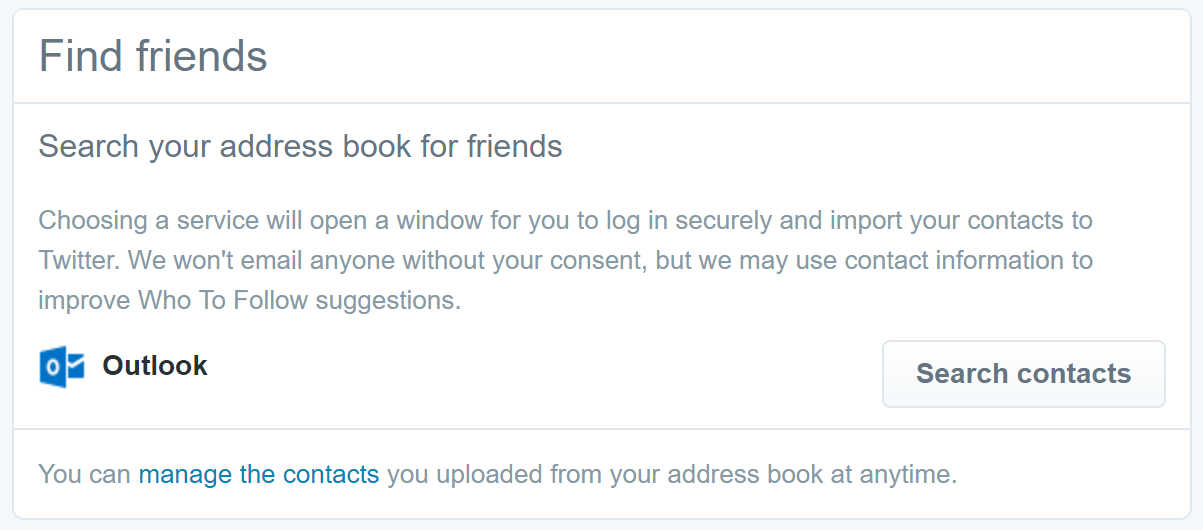 Find friends
Search your address book for friends
Choosing a service will open a window for you to log in securely and import your contacts to
Twitter. We won't email anyone without your consent, but we may use contact information to
improve Who To Follow suggestions.
Outlook
Search contacts
You can manage the contacts you uploaded from your address book at anytime.